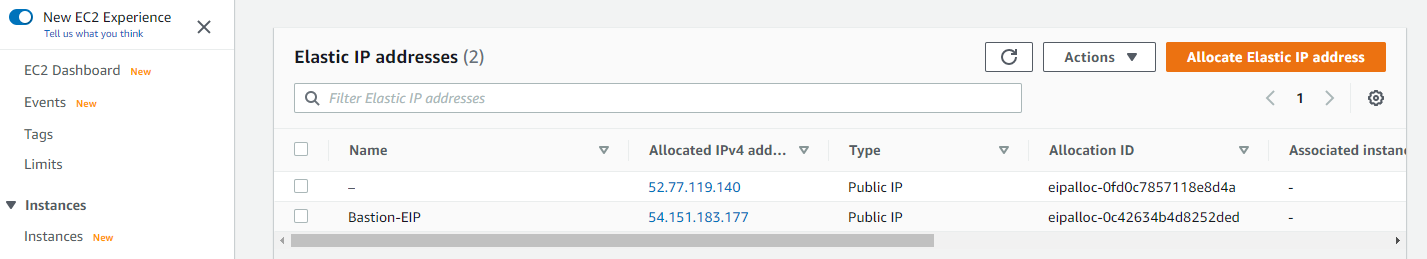 New EC2 Experience
Tell us what you think
EC2 Dashboard New
Events New
Tags
Limits
Instances
Instances New
Elastic IP addresses (2)
Actions
Allocate Elastic IP address
Filter Elastic IP addresses
1
Name Allocated IPv4 add... Type Allocation ID Associated instanc
– 52.77.119.140 Public IP eipalloc-0fd0c7857118e8d4a -
Bastion-EIP 54.151.183.177 Public IP eipalloc-0c42634b4d8252ded -